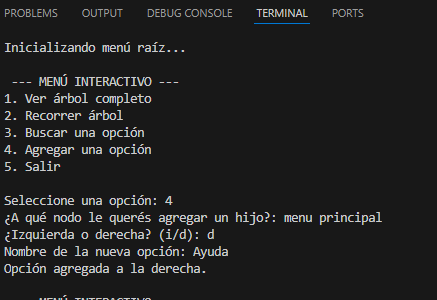 PROBLEMS OUTPUT DEBUG CONSOLE TERMINAL PORTS
Inicializando menú raíz...
--- MENÚ INTERACTIVO ---
1. Ver árbol completo
2. Recorrer árbol
3. Buscar una opción
4. Agregar una opción
5. Salir
Seleccione una opción: 4
¿A qué nodo le querés agregar un hijo?: menu principal
¿Izquierda o derecha? (i/d): d
Nombre de la nueva opción: Ayuda
Opción agregada a la derecha.
--- MENÚ INTERACTIVO ---